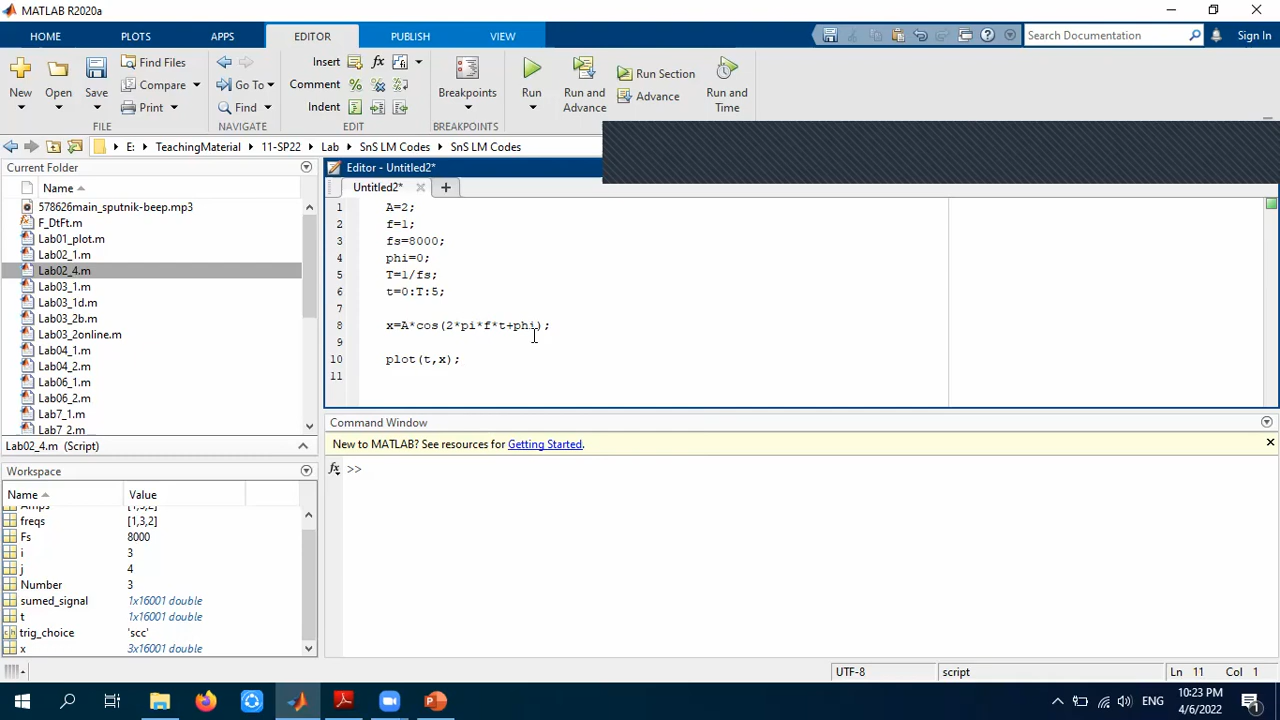 MATLAB R2020a
HOME PLOTS APPS EDITOR PUBLISH VIEW
Search Documentation Sign In
New Open Save Find Files Compare Print
FILE
Go To Find
NAVIGATE
Insert
Comment
Indent
EDIT
Breakpoints
BREAKPOINTS
Run Run and Advance Run Section Advance Run and Time
RUN
E: TeachingMaterial 11-SP22 Lab SnS LM Codes SnS LM Codes
Current Folder
Name
578626main_sputnik-beep.mp3
F_DtFt.m
Lab01_plot.m
Lab02_1.m
Lab02_4.m
Lab03_1.m
Lab03_1d.m
Lab03_2b.m
Lab03_2online.m
Lab04_1.m
Lab04_2.m
Lab06_1.m
Lab06_2.m
Lab7_1.m
Lab7_2.m
Lab02_4.m (Script)
Workspace
Name Value
Amps [1,3,2]
freqs [1,3,2]
Fs 8000
i 3
j 4
Number 3
sumed_signal 1x16001 double
t 1x16001 double
trig_choice 'scc'
x 3x16001 double
Editor - Untitled2*
Untitled2*
1 A=2;
2 f=1;
3 fs=8000;
4 phi=0;
5 T=1/fs;
6 t=0:T:5;
7
8 x=A*cos(2*pi*f*t+phi);
9
10 plot(t,x);
11
Command Window
New to MATLAB? See resources for Getting Started.
fx >>
UTF-8 script Ln 11 Col 1
ENG 10:23 PM
4/6/2022